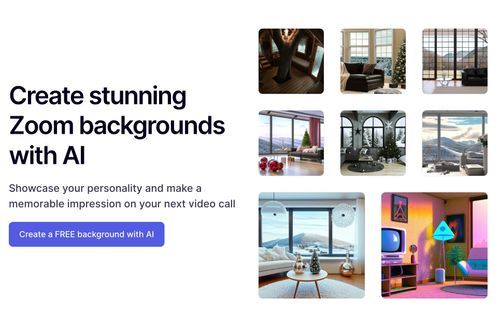 Create stunning
Zoom backgrounds
with AI
Showcase your personality and make a
memorable impression on your next video call
Create a FREE background with AI